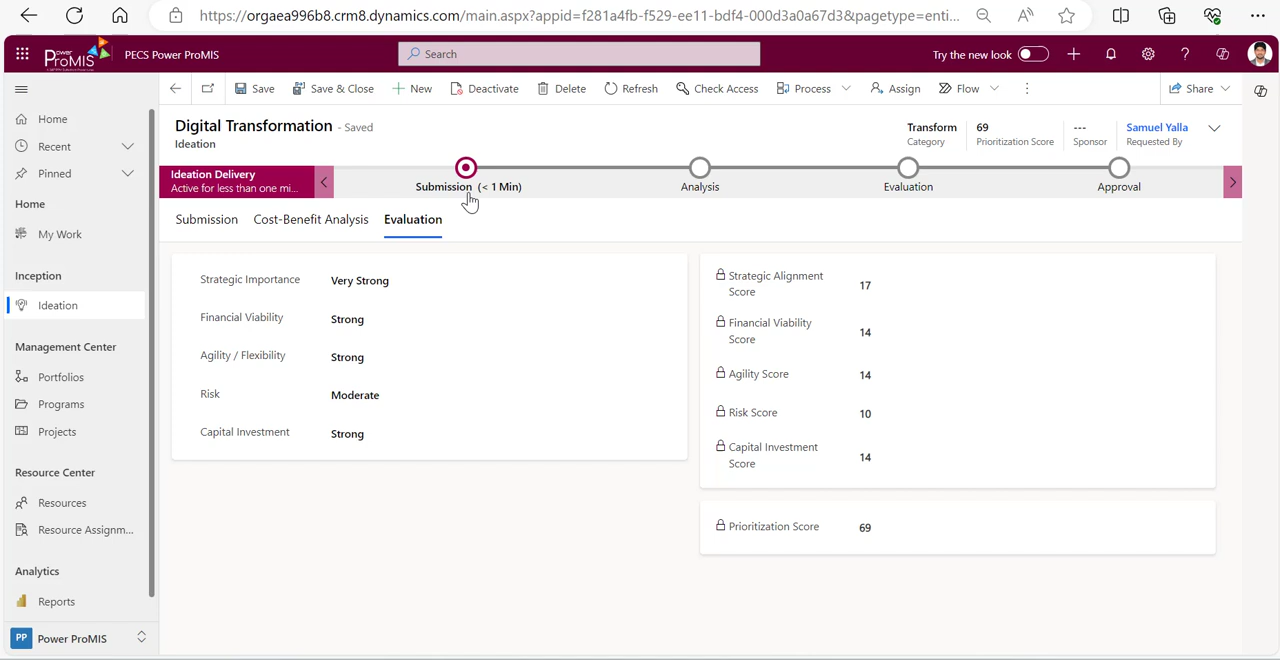 https://orgaea996b8.crm8.dynamics.com/main.aspx?appid=f281a4fb-f529-ee11-bdf4-000d3a0a67d3&pagetype=enti...
Power ProMIS
PECS Power ProMIS
Search
Try the new look
Save
Save & Close
New
Deactivate
Delete
Refresh
Check Access
Process
Assign
Flow
Share
Home
Recent
Pinned
Home
My Work
Inception
Ideation
Management Center
Portfolios
Programs
Projects
Resource Center
Resources
Resource Assignm...
Analytics
Reports
PP Power ProMIS
Digital Transformation - Saved
Ideation
Transform
Category
69
Prioritization Score
---
Sponsor
Samuel Yalla
Requested By
Ideation Delivery
Active for less than one mi...
Submission (< 1 Min)
Analysis
Evaluation
Approval
Submission Cost-Benefit Analysis Evaluation
Strategic Importance Very Strong
Financial Viability Strong
Agility / Flexibility Strong
Risk Moderate
Capital Investment Strong
Strategic Alignment
Score
17
Financial Viability
Score
14
Agility Score 14
Risk Score 10
Capital Investment
Score
14
Prioritization Score 69